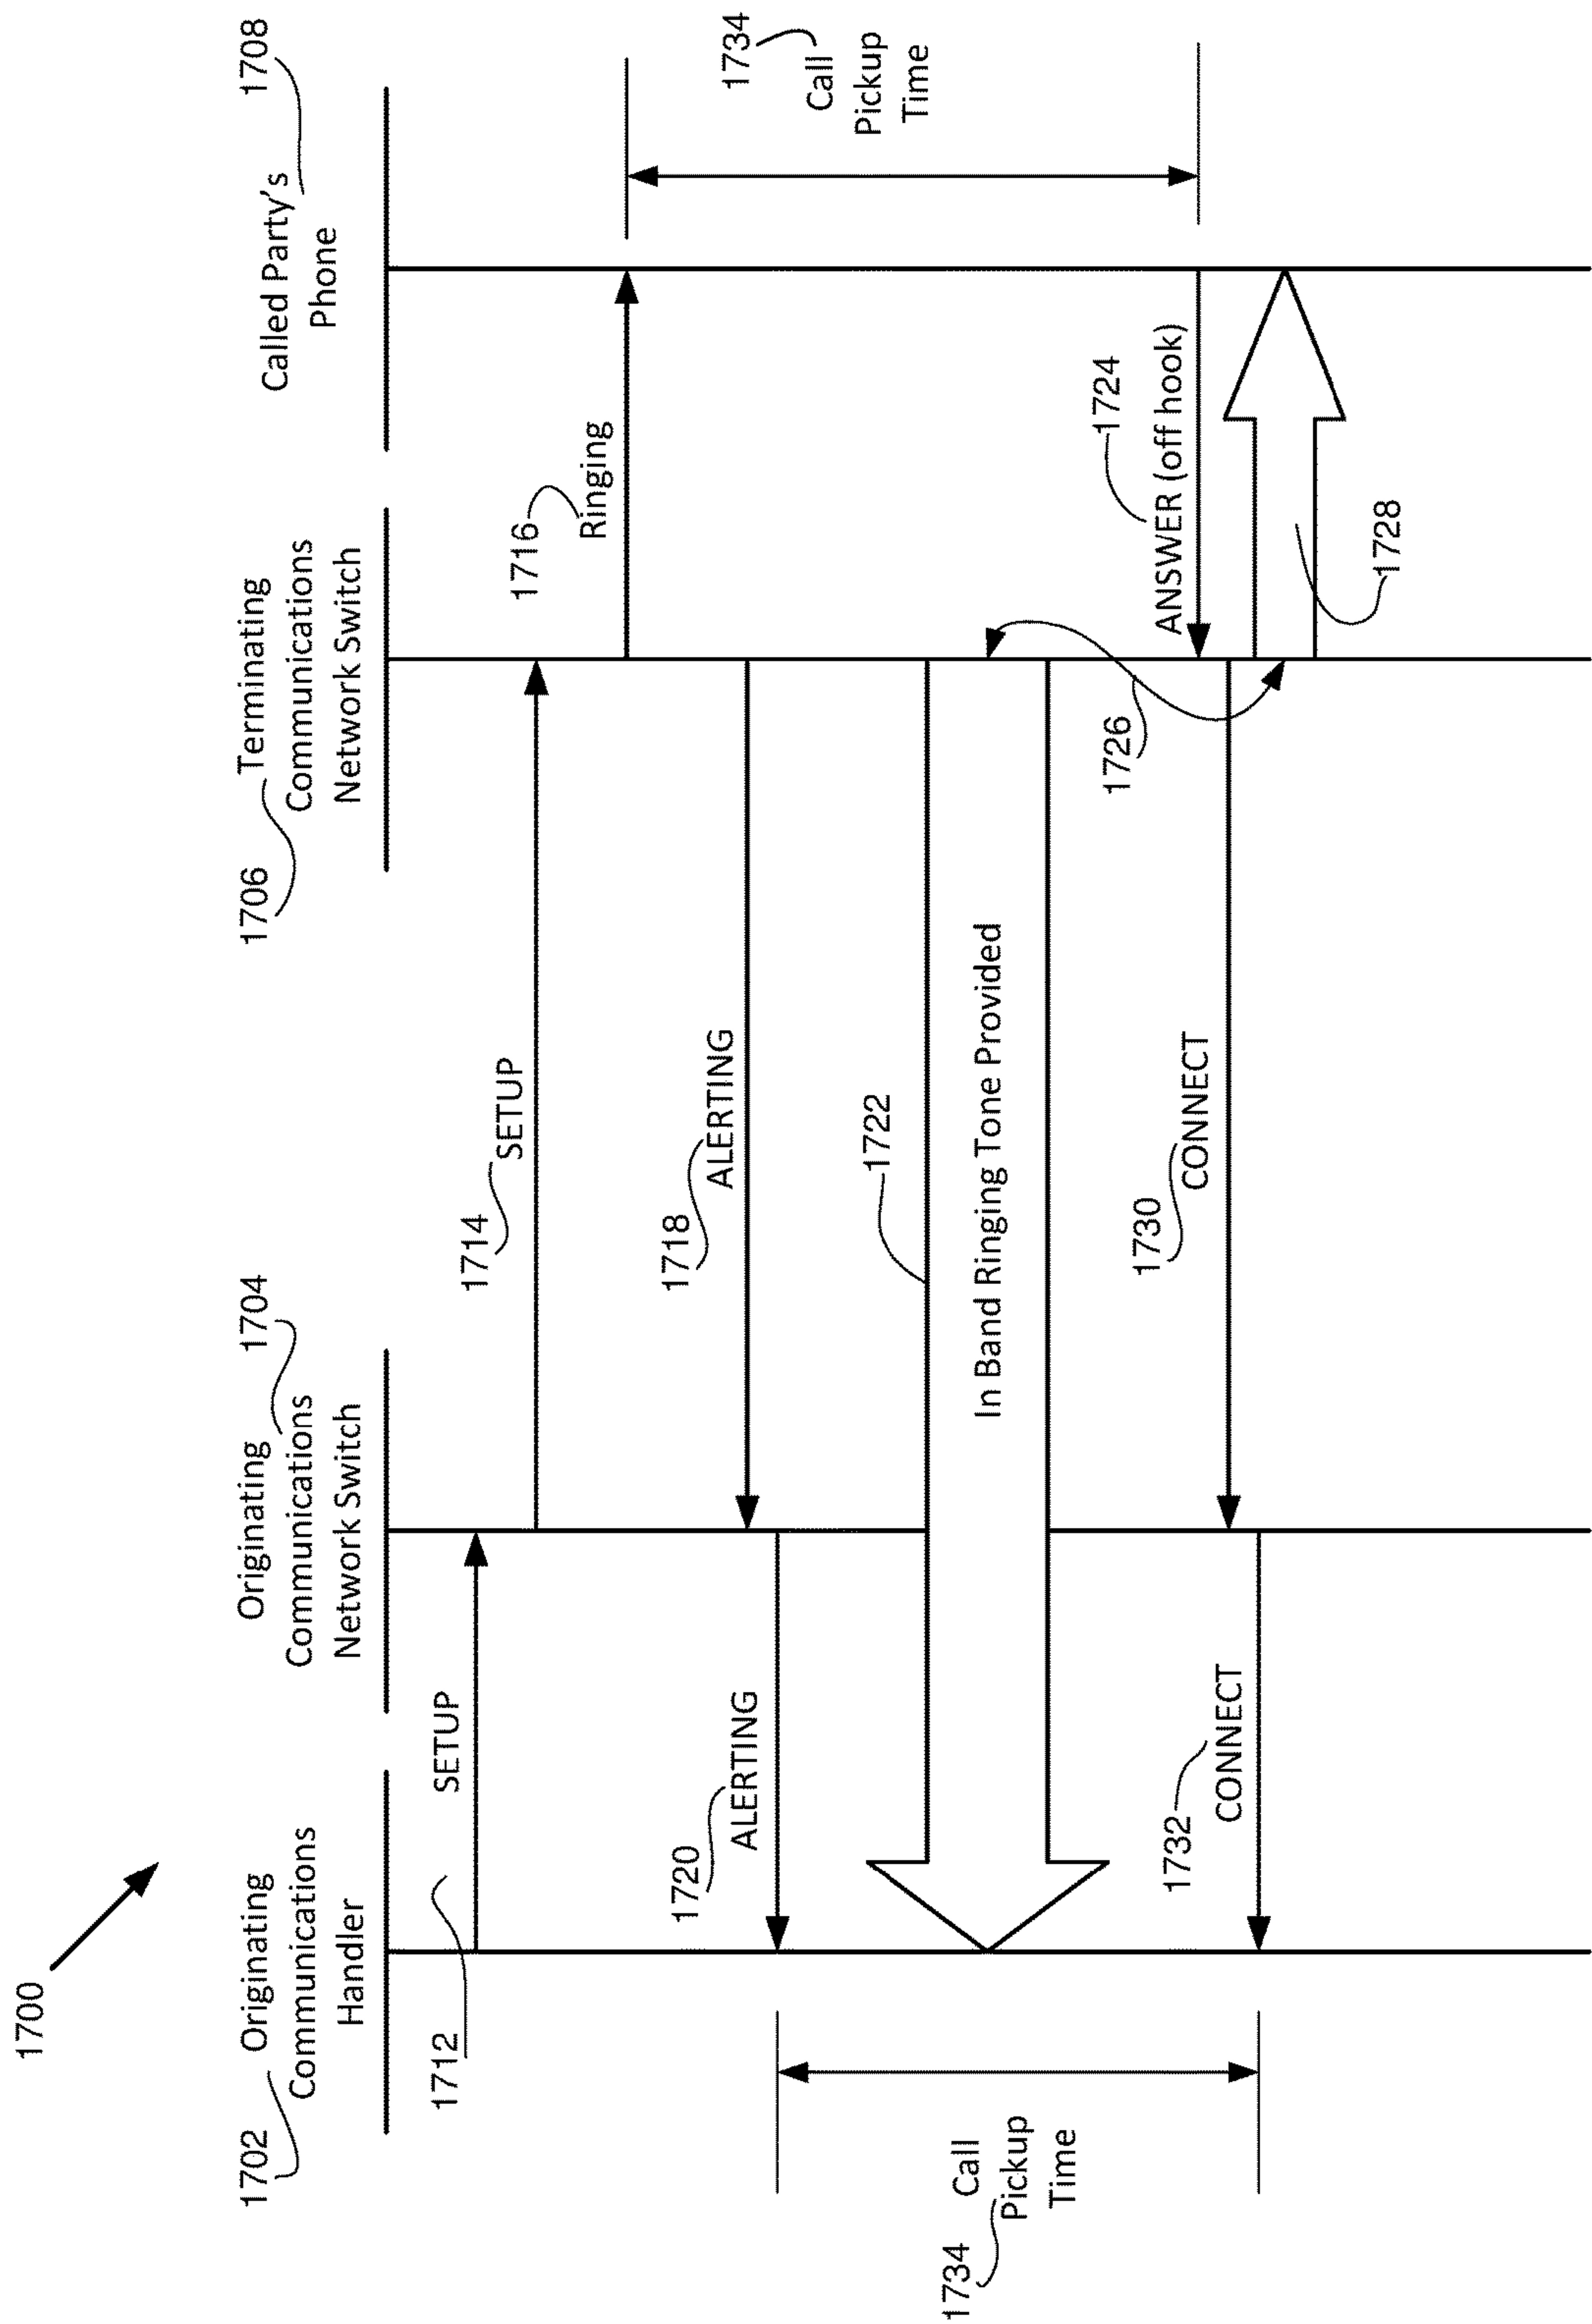 1700
1702
Originating
Communications
Handler
Originating
Communications
Network Switch
1704
1706
Terminating
Communications
Network Switch
Called Party's
Phone
1708
1712
SETUP
1714
SETUP
1716
Ringing
1718
ALERTING
1720
ALERTING
1722
In Band Ringing Tone Provided
1734
Call
Pickup
Time
1734
Call
Pickup
Time
1724
ANSWER (off hook)
1726
1728
1730
CONNECT
1732
CONNECT